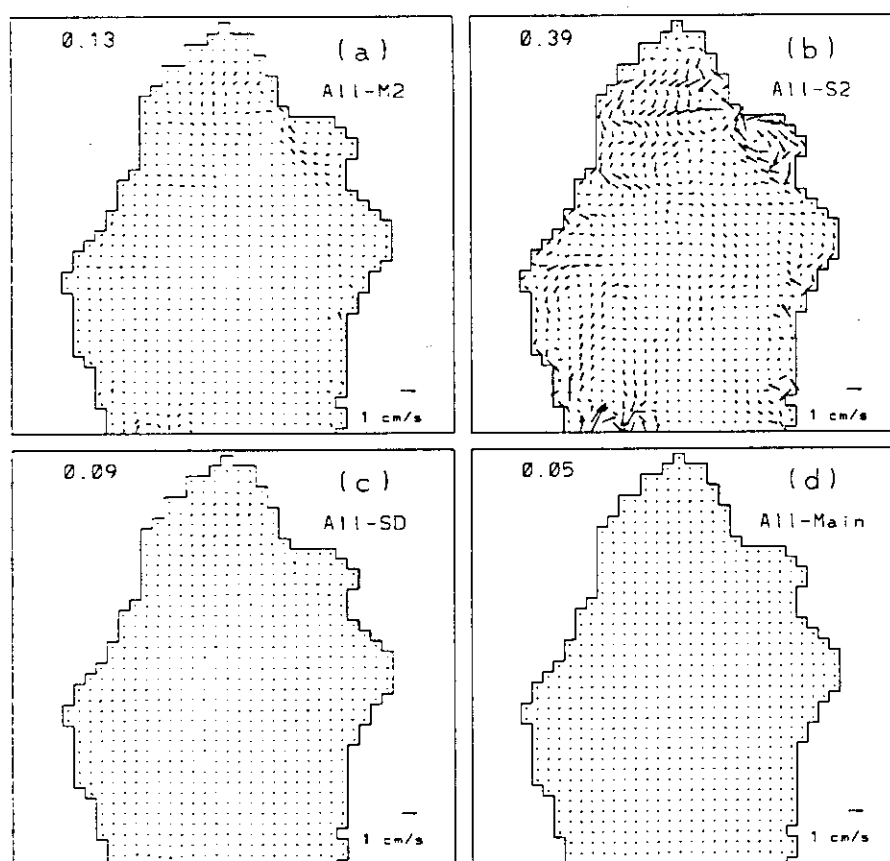 0.13
(a)
All-M2
1 cm/s
0.39
(b)
All-S2
1 cm/s
0.09
(c)
All-SD
1 cm/s
0.05
(d)
All-Main
1 cm/s